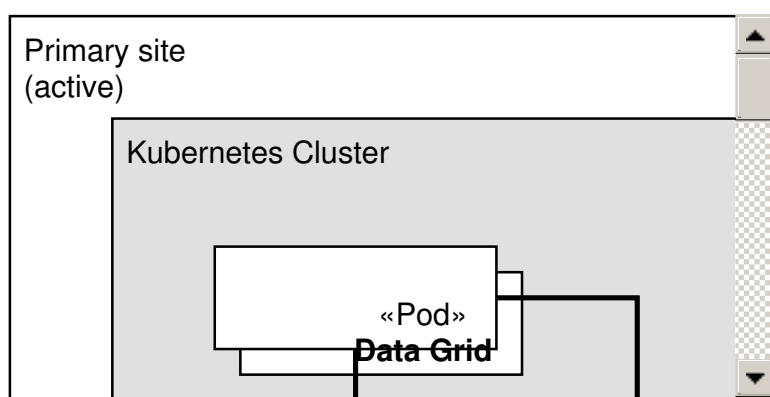 Primary site
(active)
Kubernetes Cluster
«Pod»
Data Grid